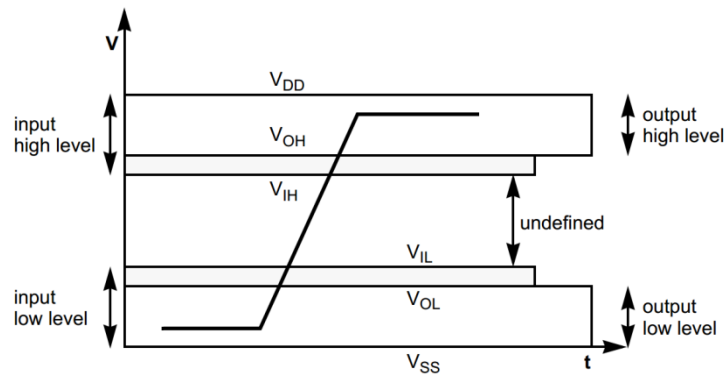 V
V_DD
input
high level
V_OH
output
high level
V_IH
undefined
V_IL
input
low level
V_OL
output
low level
V_SS
t